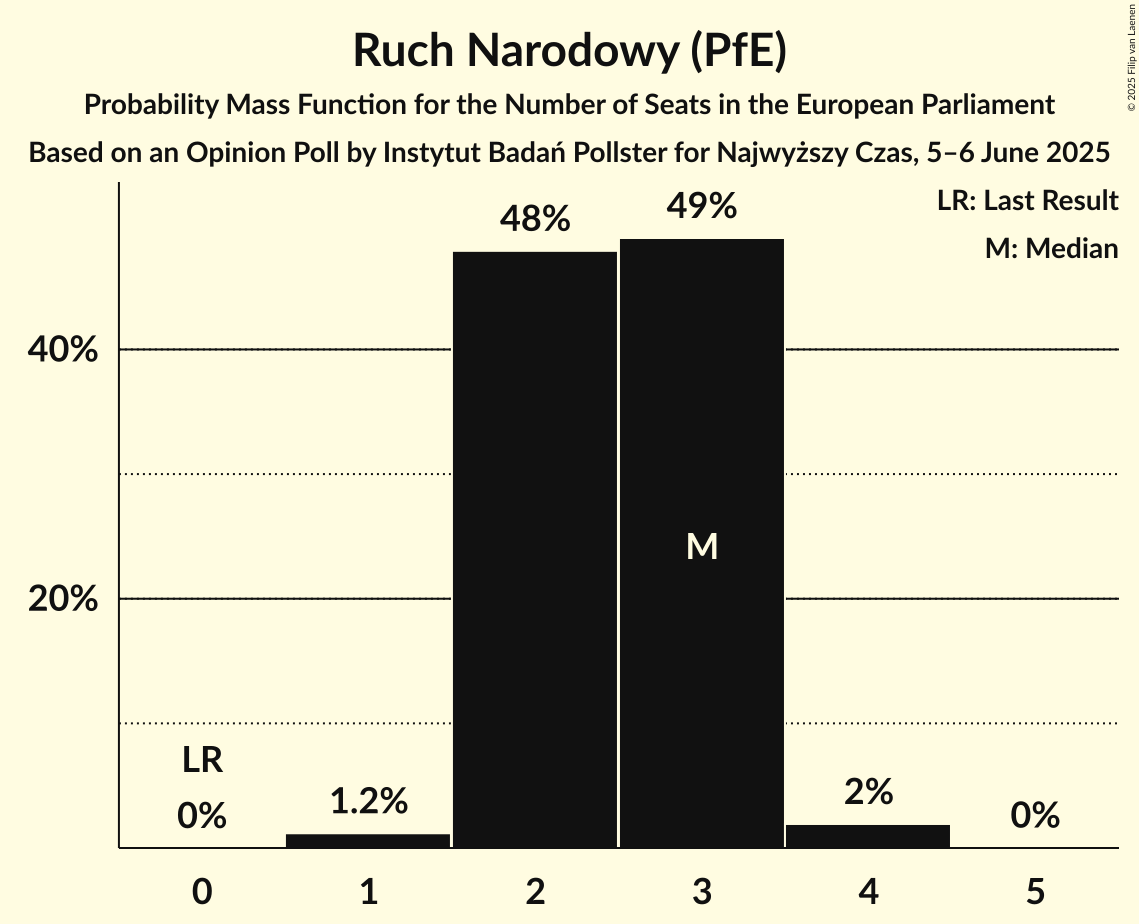 Ruch Narodowy (PfE)
Probability Mass Function for the Number of Seats in the European Parliament
Based on an Opinion Poll by Instytut Badań Pollster for Najwyższy Czas, 5–6 June 2025
© 2025 Filip van Laenen
LR: Last Result
M: Median
48%
49%
40%
M
20%
LR
0%
1.2%
2%
0%
0
1
2
3
4
5